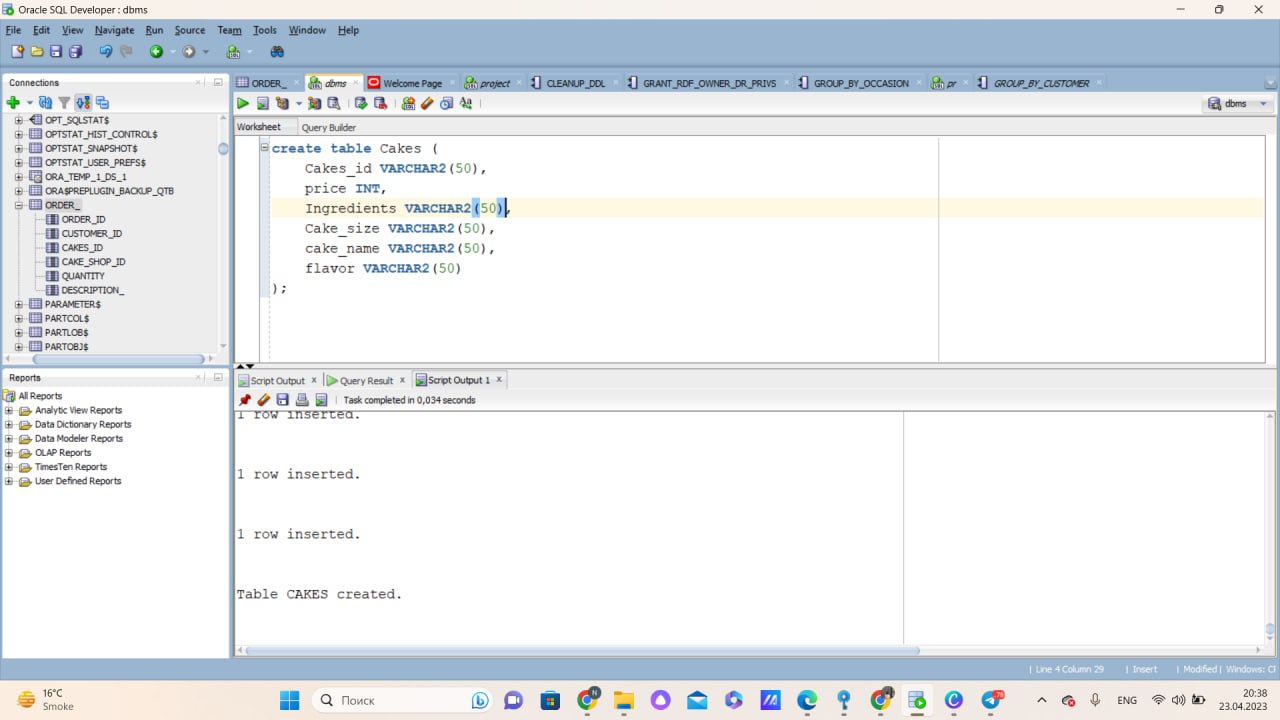 Oracle SQL Developer : dbms
File Edit View Navigate Run Source Team Tools Window Help
Connections
ORDER_ dbms Welcome Page project CLEANUP_DDL GRANT_RDF_OWNER_DR_PRIVS GROUP_BY_OCCASION pr GROUP_BY_CUSTOMER
dbms
OPT_SQLSTAT$
OPTSTAT_HIST_CONTROL$
OPTSTAT_SNAPSHOT$
OPTSTAT_USER_PREFS$
ORA_TEMP_1_DS_1
ORA$PREPLUGIN_BACKUP_QTB
ORDER_
ORDER_ID
CUSTOMER_ID
CAKES_ID
CAKE_SHOP_ID
QUANTITY
DESCRIPTION_
PARAMETER$
PARTCOL$
PARTLOB$
PARTOBJ$
Worksheet Query Builder
create table Cakes (
Cakes_id VARCHAR2(50),
price INT,
Ingredients VARCHAR2(50),
Cake_size VARCHAR2(50),
cake_name VARCHAR2(50),
flavor VARCHAR2(50)
);
Reports
All Reports
Analytic View Reports
Data Dictionary Reports
Data Modeler Reports
OLAP Reports
TimesTen Reports
User Defined Reports
Script Output Query Result Script Output 1
Task completed in 0,034 seconds
1 row inserted.
1 row inserted.
1 row inserted.
Table CAKES created.
Line 4 Column 29 Insert Modified Windows: C
16°C
Smoke
Поиск
N
78
ENG
20:38
23.04.2023